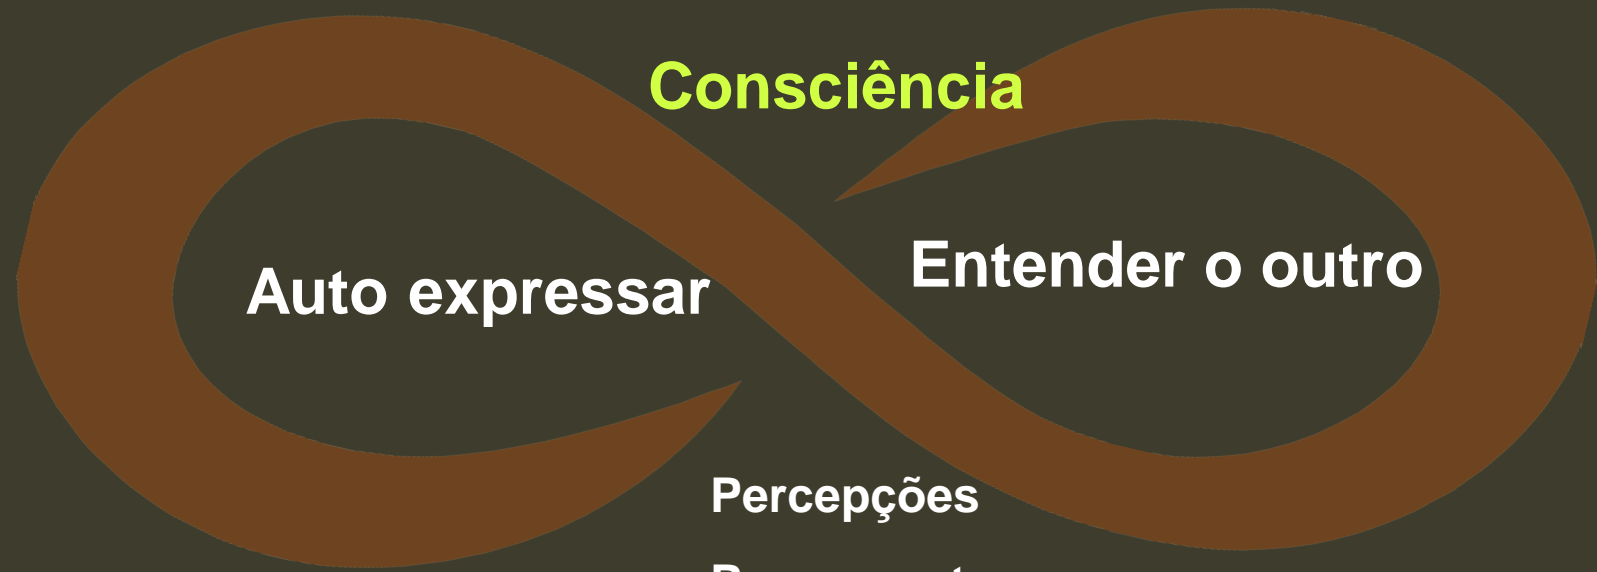 Consciência
Entender o outro
Auto expressar
Percepções